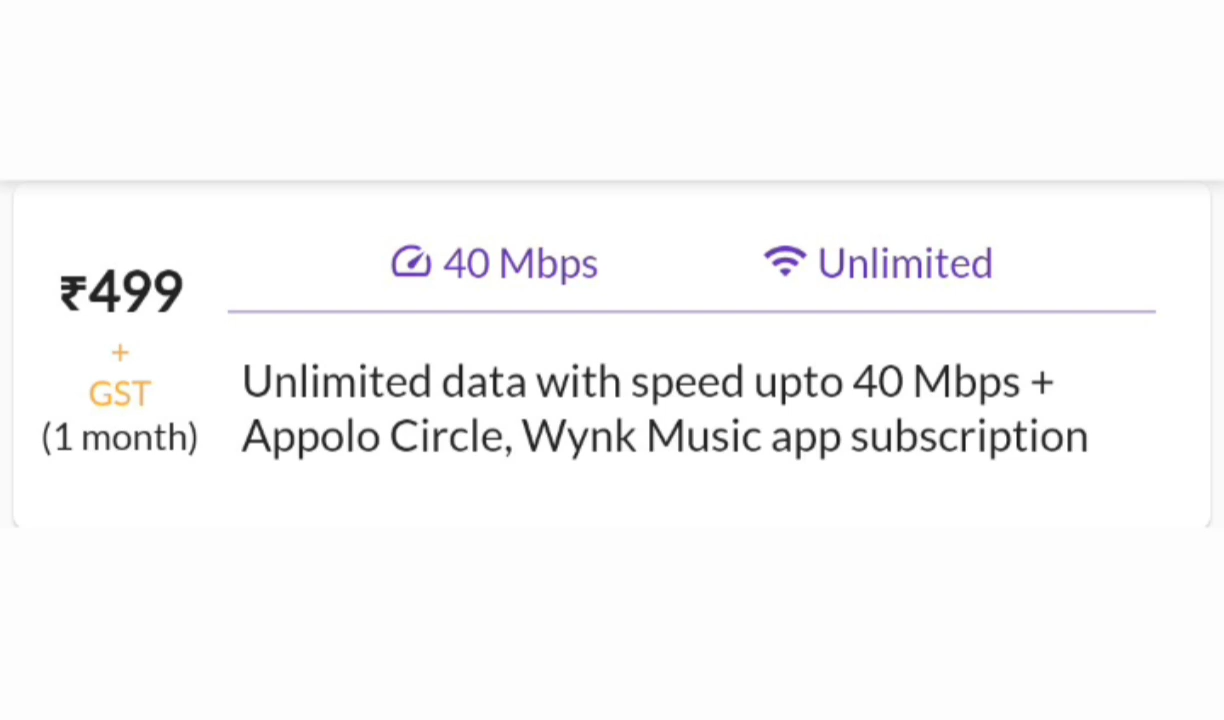 ₹499
+
GST
(1 month)
40 Mbps
Unlimited
Unlimited data with speed upto 40 Mbps +
Appolo Circle, Wynk Music app subscription